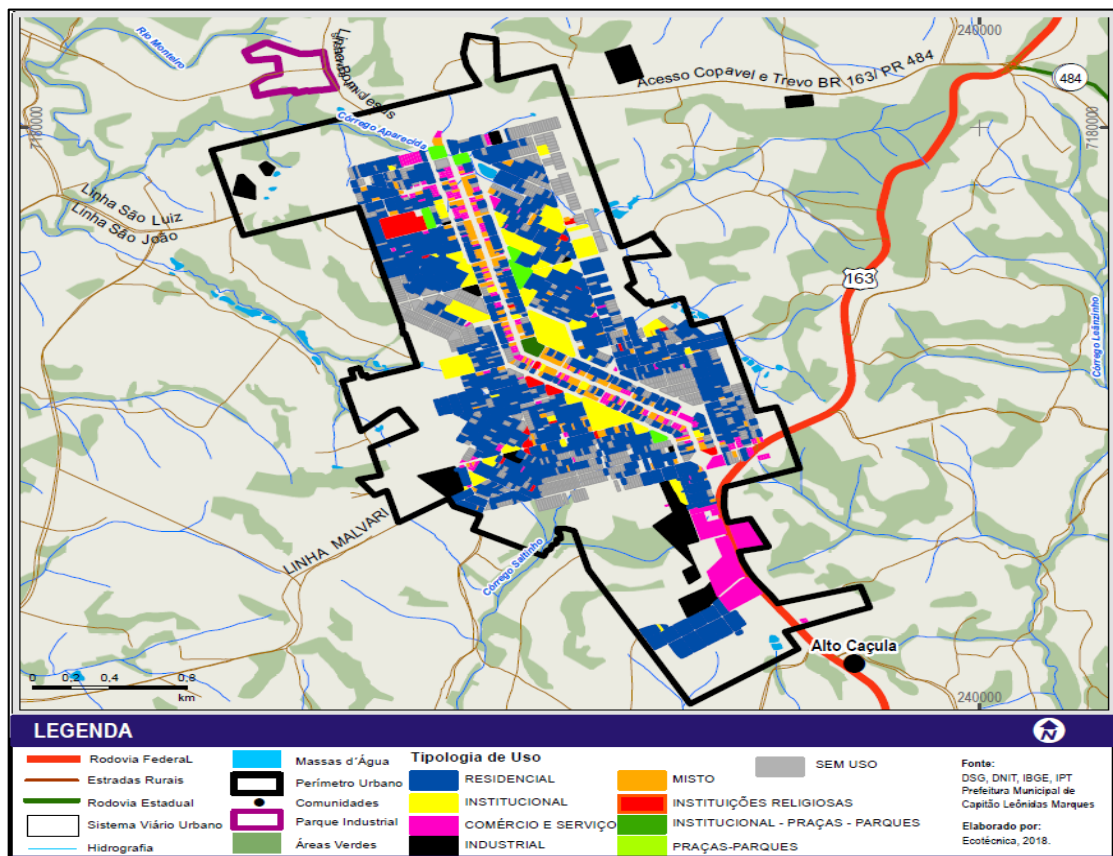 Rio Monteiro
240000
Acesso Copavel e Trevo BR 163/ PR 484
484
7180000
7180000
Córrego Aparecida
Linha São Luiz
Linha São João
163
Córrego Leãnzinho
LINHA MALVARI
Córrego Saltinho
Alto Caçula
0 0,2 0,4 0,8
km
240000
LEGENDA
N
Rodovia FederaL
Estradas Rurais
Rodovia Estadual
Sistema Viário Urbano
Hidrografia
Massas d'Água
Perímetro Urbano
Comunidades
Parque Industrial
Áreas Verdes
Tipologia de Uso
RESIDENCIAL
INSTITUCIONAL
COMÉRCIO E SERVIÇO
INDUSTRIAL
MISTO
INSTITUIÇÕES RELIGIOSAS
INSTITUCIONAL - PRAÇAS - PARQUES
PRAÇAS-PARQUES
SEM USO
Fonte:
DSG, DNIT, IBGE, IPT
Prefeitura Municipal de
Capitão Leônidas Marques
Elaborado por:
Ecotécnica, 2018.